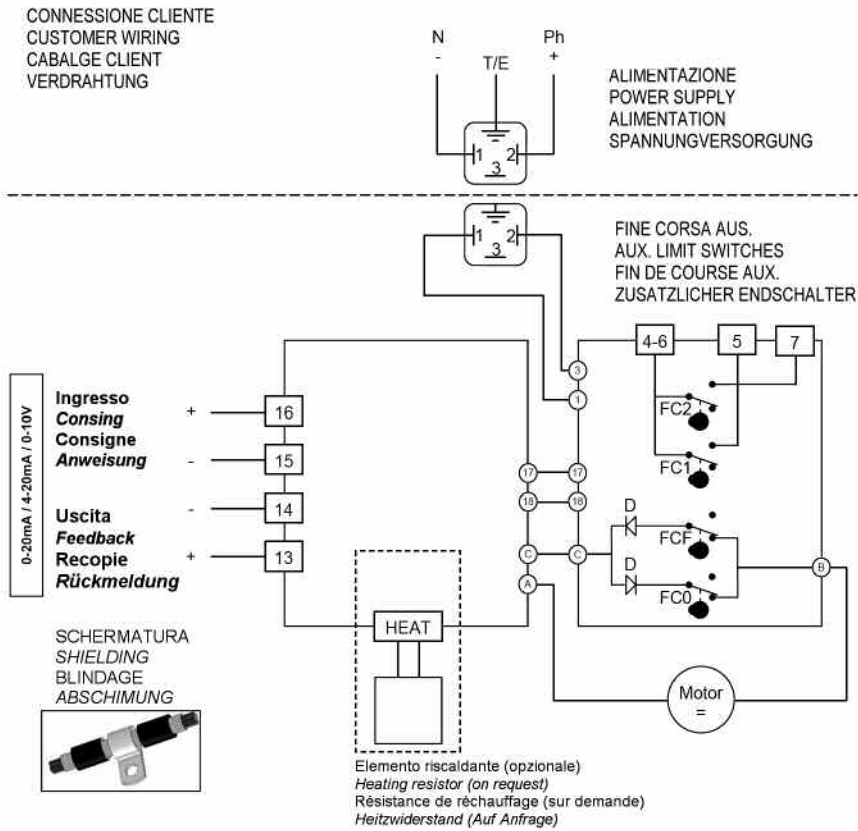 CONNESSIONE CLIENTE
CUSTOMER WIRING
CABALGE CLIENT
VERDRAHTUNG
N
-
T/E
Ph
+
ALIMENTAZIONE
POWER SUPPLY
ALIMENTATION
SPANNUNGVERSORGUNG
1 2
3
1 2
3
FINE CORSA AUS.
AUX. LIMIT SWITCHES
FIN DE COURSE AUX.
ZUSATZLICHER ENDSCHALTER
4-6 5 7
3
1
FC2
FC1
17 17
18 18
D
FCF
C C
D
FC0
A
B
0-20mA / 4-20mA / 0-10V
Ingresso
Consing
Consigne
Anweisung
+ 16
- 15
Uscita
Feedback
Recopie
Rückmeldung
- 14
+ 13
HEAT
Motor
=
SCHERMATURA
SHIELDING
BLINDAGE
ABSCHIMUNG
Elemento riscaldante (opzionale)
Heating resistor (on request)
Résistance de réchauffage (sur demande)
Heitzwiderstand (Auf Anfrage)